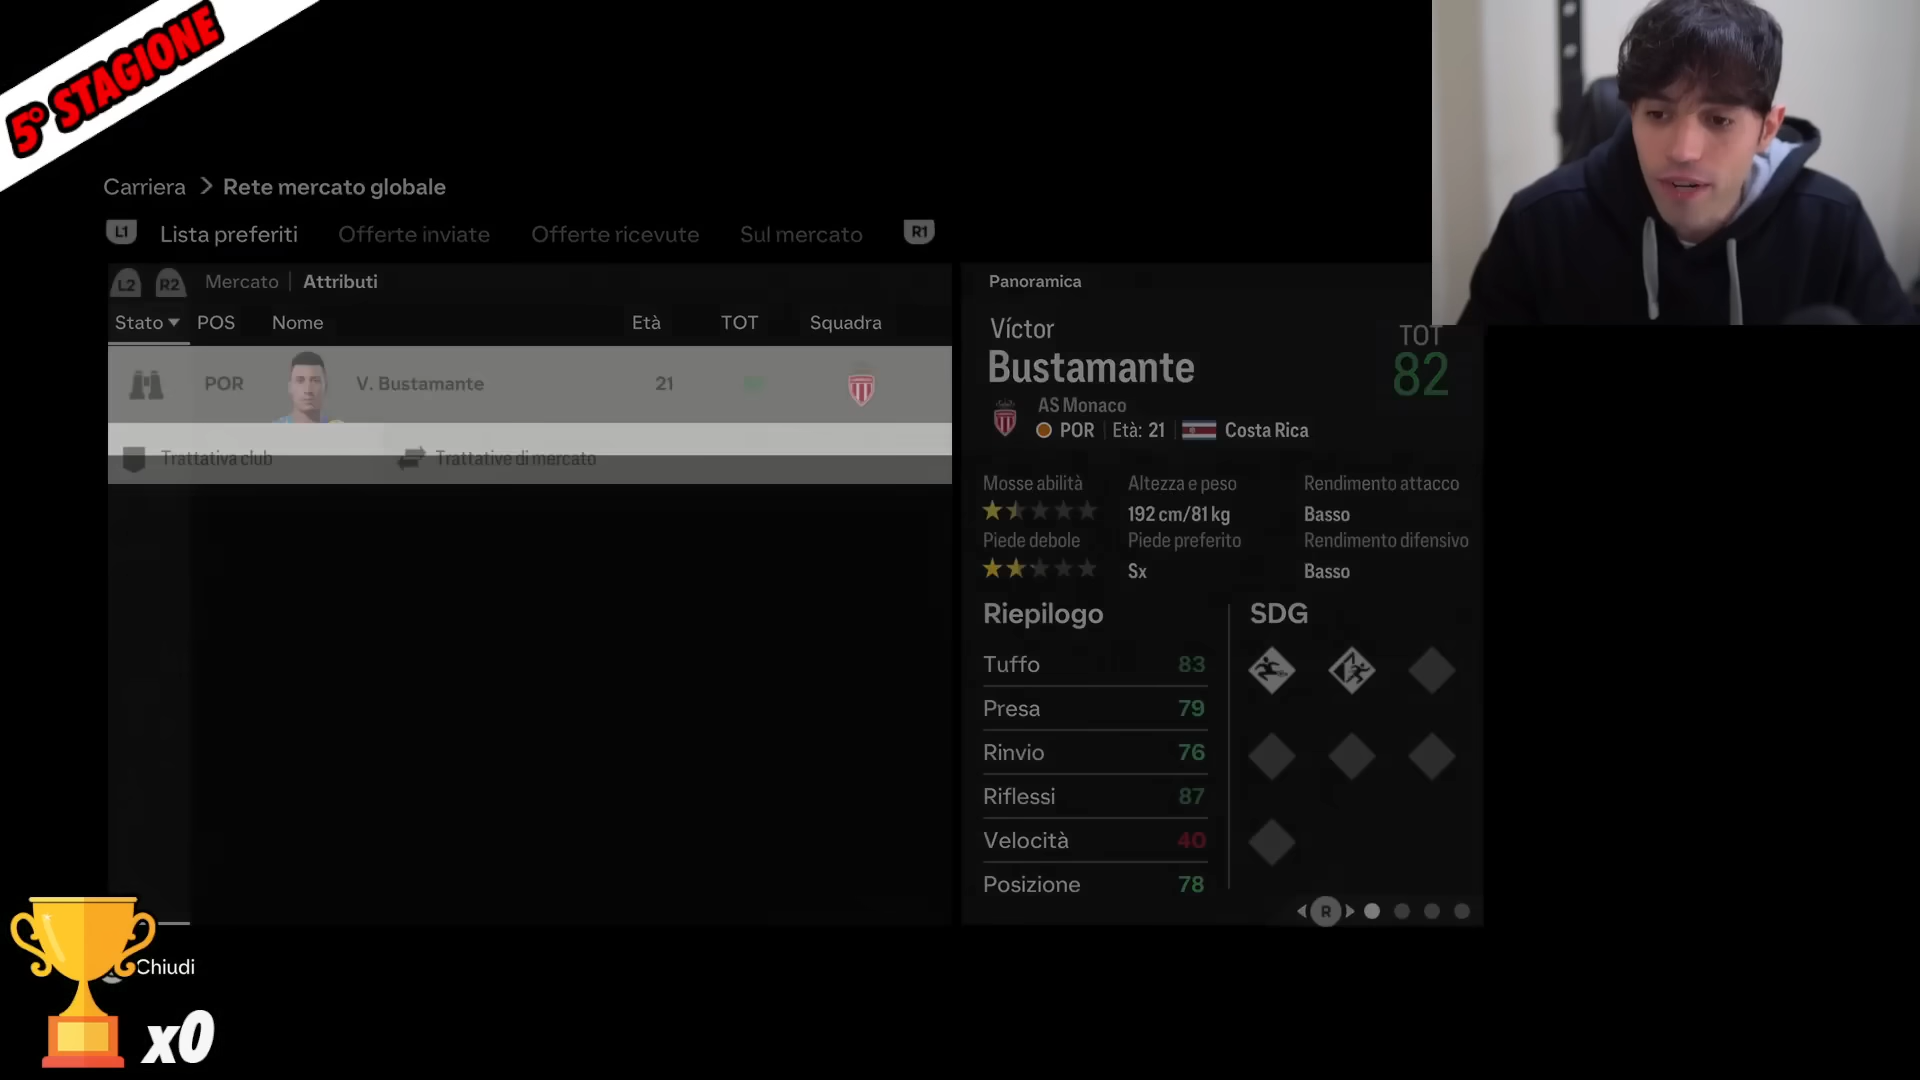 5° STAGIONE
Carriera > Rete mercato globale
L1 Lista preferiti Offerte inviate Offerte ricevute Sul mercato R1
L2 R2 Mercato | Attributi
Stato POS Nome Età TOT Squadra
POR V. Bustamante 21
Trattativa club Trattative di mercato
Panoramica
Víctor
Bustamante
TOT
82
AS Monaco
POR Età: 21 Costa Rica
Mosse abilità Altezza e peso Rendimento attacco
192 cm/81 kg Basso
Piede debole Piede preferito Rendimento difensivo
Sx Basso
Riepilogo SDG
Tuffo 83
Presa 79
Rinvio 76
Riflessi 87
Velocità 40
Posizione 78
R
Chiudi
x0